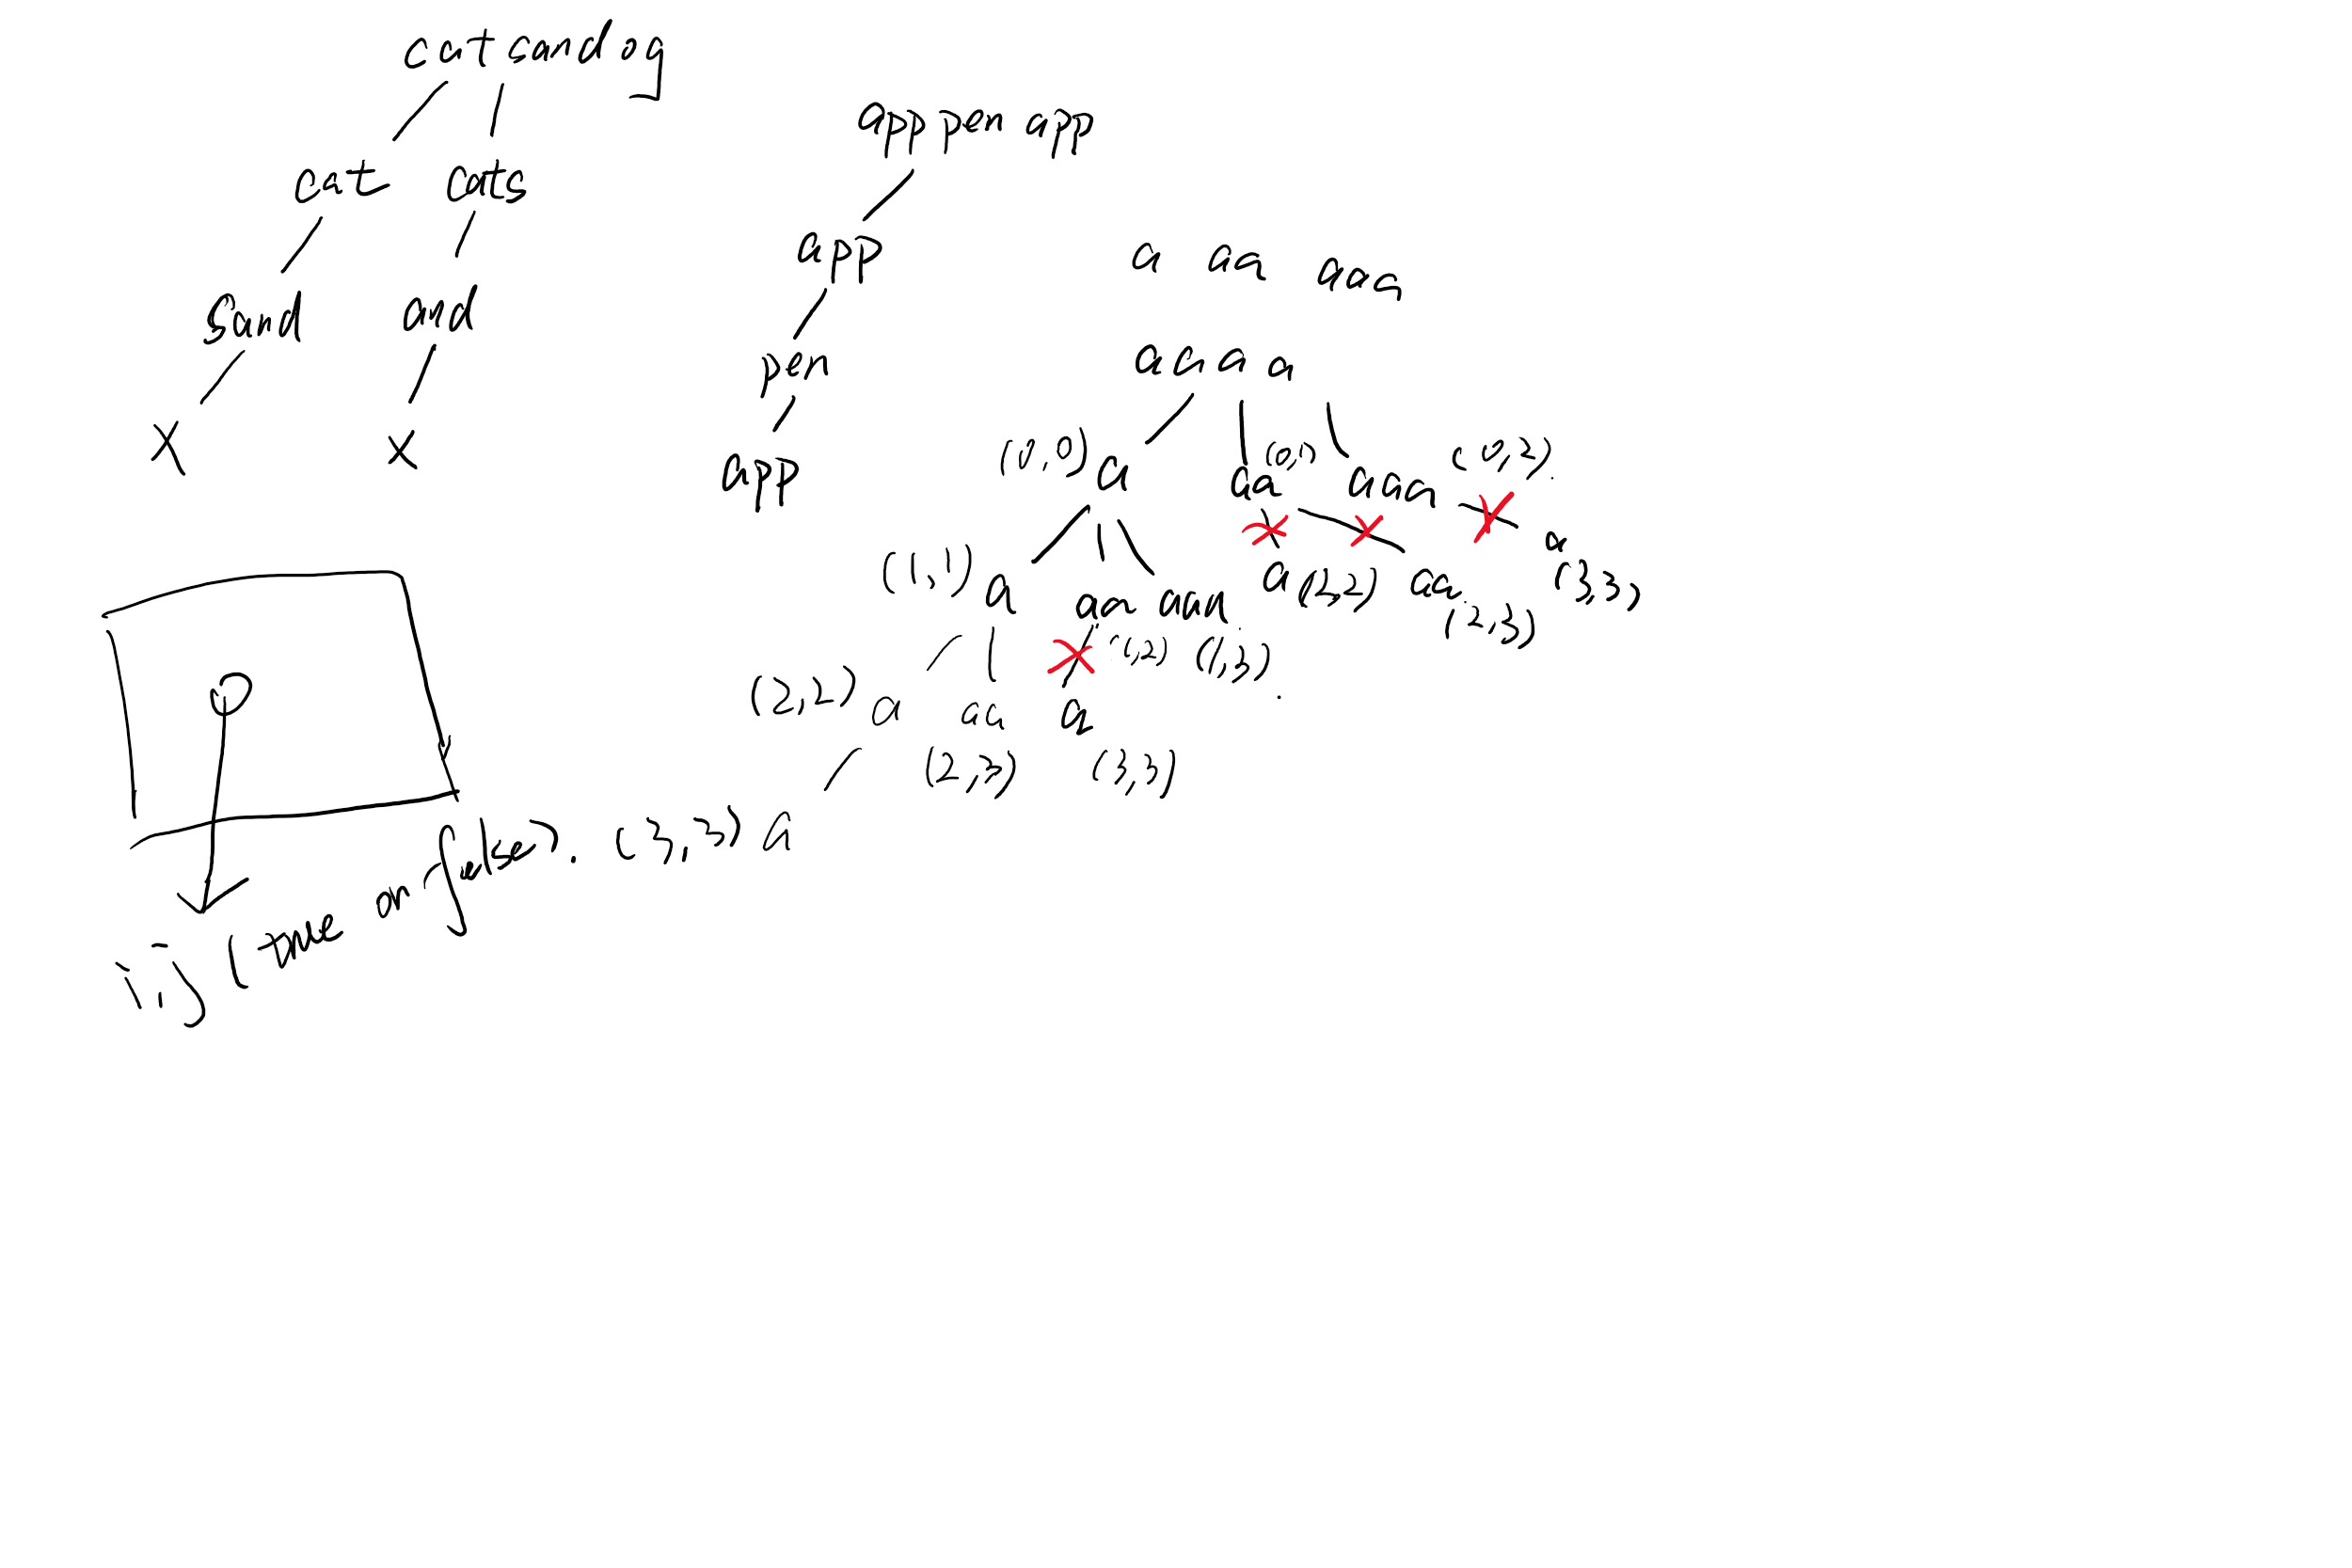 catsandog
cat cats
sand and
X X
apppenapp
app
pen
app
a aa aaa
aaaa
(0,0) a aa (0,1) aaa (0,2).
(1,1) a aa (1,2) aaa (1,3) a (2,2) aa (2,3) a (3,3)
(2,2) a aa (2,3) a (3,3)
(3,3) a
i,j (true or false).